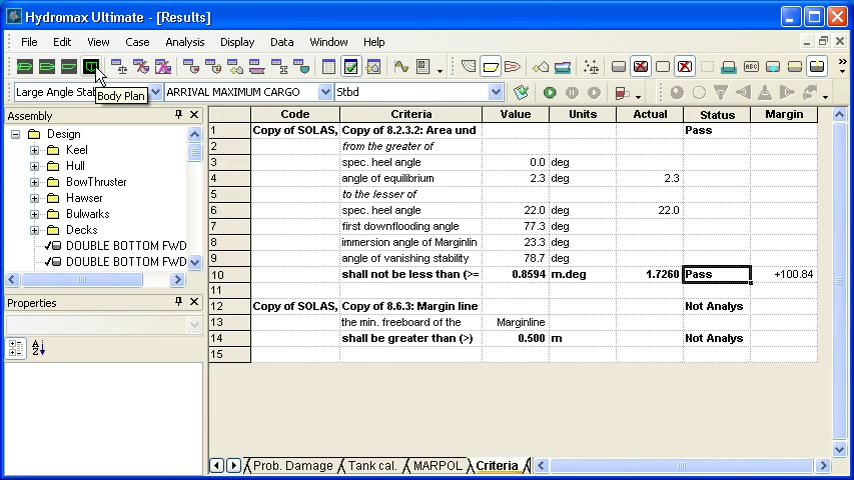 Hydromax Ultimate - [Results]
File Edit View Case Analysis Display Data Window Help
ABC
Large Angle Stab ARRIVAL MAXIMUM CARGO Stbd
Body Plan
Assembly
Design
Keel
Hull
BowThruster
Hawser
Bulwarks
Decks
DOUBLE BOTTOM FWD
DOUBLE BOTTOM FWD
Properties
Code Criteria Value Units Actual Status Margin
1 Copy of SOLAS, Copy of 8.2.3.2: Area und Pass
2 from the greater of
3 spec. heel angle 0.0 deg
4 angle of equilibrium 2.3 deg 2.3
5 to the lesser of
6 spec. heel angle 22.0 deg 22.0
7 first downflooding angle 77.3 deg
8 immersion angle of Marginlin 23.3 deg
9 angle of vanishing stability 78.7 deg
10 shall not be less than (>= 0.8594 m.deg 1.7260 Pass +100.84
11
12 Copy of SOLAS, Copy of 8.6.3: Margin line Not Analys
13 the min. freeboard of the Marginline
14 shall be greater than (>) 0.500 m Not Analys
15
Prob. Damage Tank cal. MARPOL Criteria